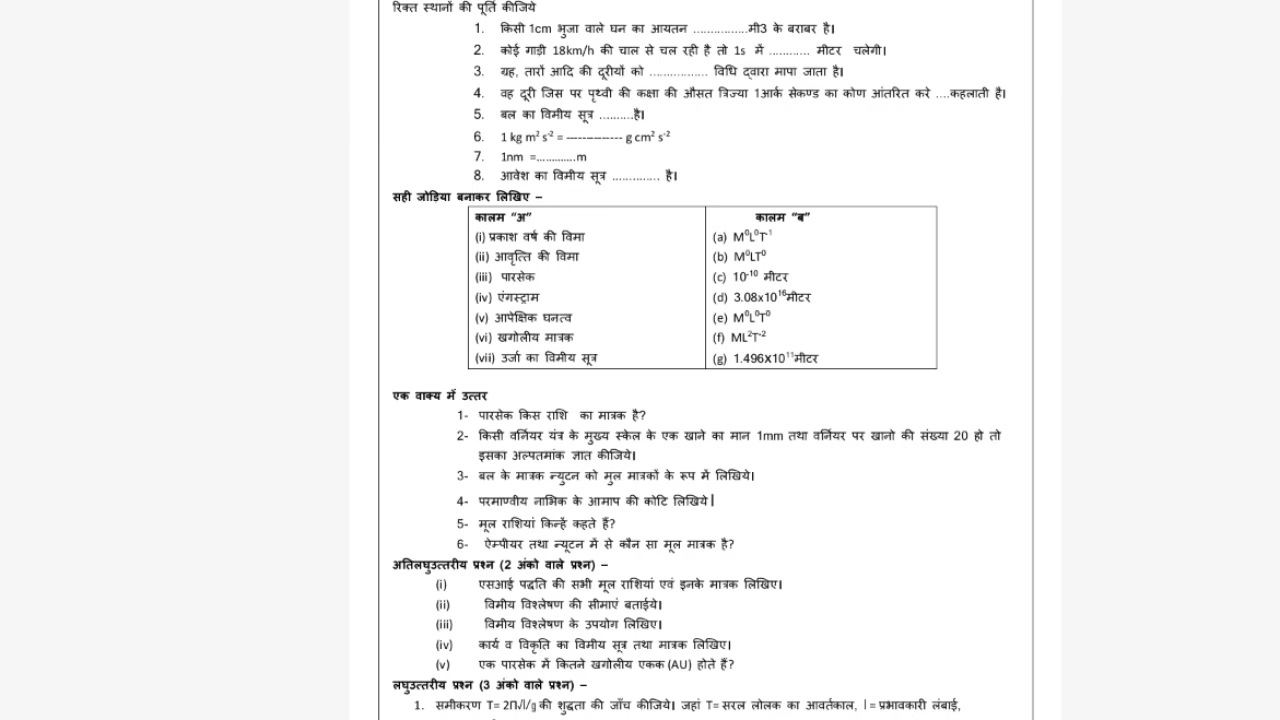 रिक्त स्थानों की पूर्ति कीजिये
1. किसी 1cm भुजा वाले घन का आयतन ................मी3 के बराबर है।
2. कोई गाड़ी 18km/h की चाल से चल रही है तो 1s में ............ मीटर चलेगी।
3. ग्रह, तारों आदि की दूरीयों को ................. विधि द्वारा मापा जाता है।
4. वह दूरी जिस पर पृथ्वी की कक्षा की औसत त्रिज्या 1आर्क सेकण्ड का कोण आंतरित करे ....कहलाती है।
5. बल का विमीय सूत्र ..........है।
6. 1 kg m² s⁻² = -------------- g cm² s⁻²
7. 1nm =.............m
8. आवेश का विमीय सूत्र .............. है।
सही जोडिया बनाकर लिखिए –
कालम "अ" कालम "ब"
(i) प्रकाश वर्ष की विमा (a) M⁰L⁰T⁻¹
(ii) आवृत्ति की विमा (b) M⁰LT⁰
(iii) पारसेक (c) 10⁻¹⁰ मीटर
(iv) एंगस्ट्राम (d) 3.08x10¹⁶मीटर
(v) आपेक्षिक घनत्व (e) M⁰L⁰T⁰
(vi) खगोलीय मात्रक (f) ML²T⁻²
(vii) उर्जा का विमीय सूत्र (g) 1.496X10¹¹मीटर
एक वाक्य में उत्तर
1- पारसेक किस राशि का मात्रक है?
2- किसी वर्नियर यंत्र के मुख्य स्केल के एक खाने का मान 1mm तथा वर्नियर पर खानो की संख्या 20 हो तो
इसका अल्पतमांक ज्ञात कीजिये।
3- बल के मात्रक न्युटन को मुल मात्रकों के रूप में लिखिये।
4- परमाण्वीय नाभिक के आमाप की कोटि लिखिये|
5- मूल राशियां किन्हें कहते हैं?
6- ऐम्पीयर तथा न्यूटन में से कौन सा मूल मात्रक है?
अतिलघुउत्तरीय प्रश्न (2 अंको वाले प्रश्न) –
(i) एसआई पद्धति की सभी मूल राशियां एवं इनके मात्रक लिखिए।
(ii) विमीय विश्लेषण की सीमाएं बताईये।
(iii) विमीय विश्लेषण के उपयोग लिखिए।
(iv) कार्य व विकृति का विमीय सूत्र तथा मात्रक लिखिए।
(v) एक पारसेक में कितने खगोलीय एकक (AU) होते हैं?
लघुउत्तरीय प्रश्न (3 अंको वाले प्रश्न) –
1. समीकरण T= 2Π√l/g की शुद्धता की जाँच कीजिये। जहां T= सरल लोलक का आवर्तकाल, l = प्रभावकारी लंबाई,